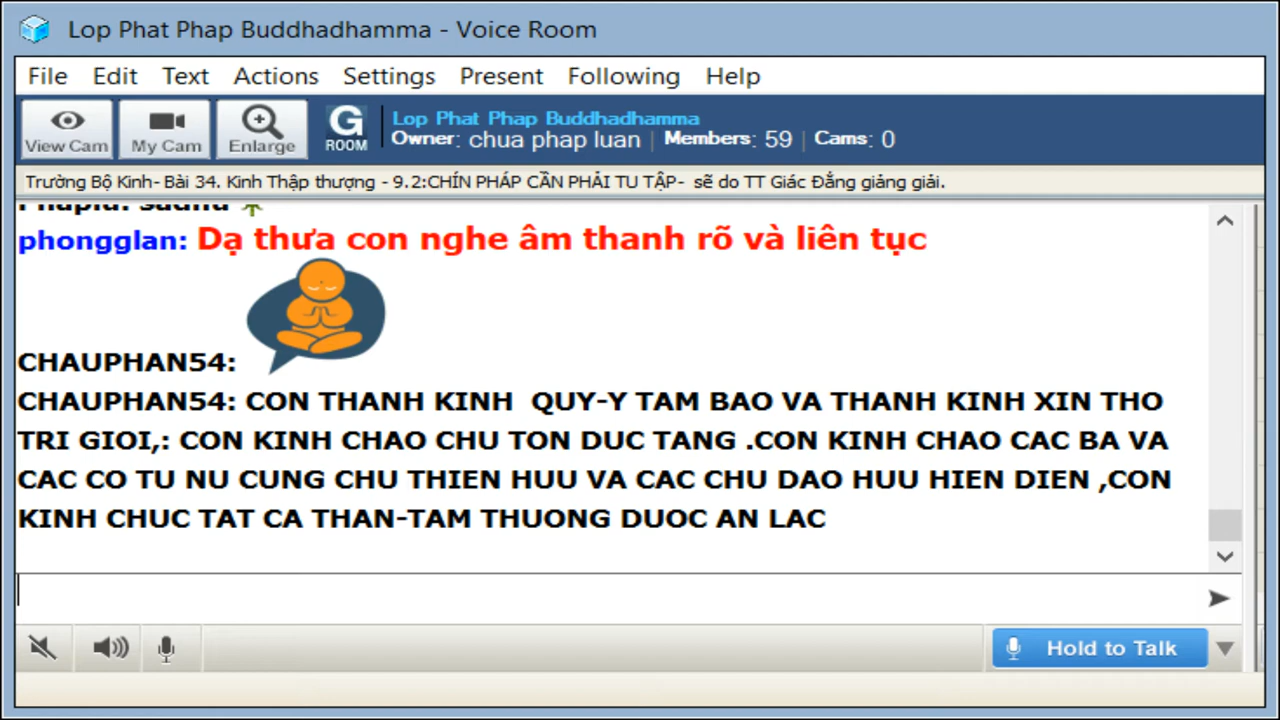 Lop Phat Phap Buddhadhamma - Voice Room
File Edit Text Actions Settings Present Following Help
View Cam My Cam Enlarge G ROOM
Lop Phat Phap Buddhadhamma
Owner: chua phap luan | Members: 59 | Cams: 0
Trường Bộ Kinh- Bài 34. Kinh Thập thượng - 9.2:CHÍN PHÁP CẦN PHẢI TU TẬP- sẽ do TT Giác Đẳng giảng giải.
phongglan: Dạ thưa con nghe âm thanh rõ và liên tục
CHAUPHAN54:
CHAUPHAN54: CON THANH KINH QUY-Y TAM BAO VA THANH KINH XIN THO
TRI GIOI,: CON KINH CHAO CHU TON DUC TANG .CON KINH CHAO CAC BA VA
CAC CO TU NU CUNG CHU THIEN HUU VA CAC CHU DAO HUU HIEN DIEN ,CON
KINH CHUC TAT CA THAN-TAM THUONG DUOC AN LAC
Hold to Talk